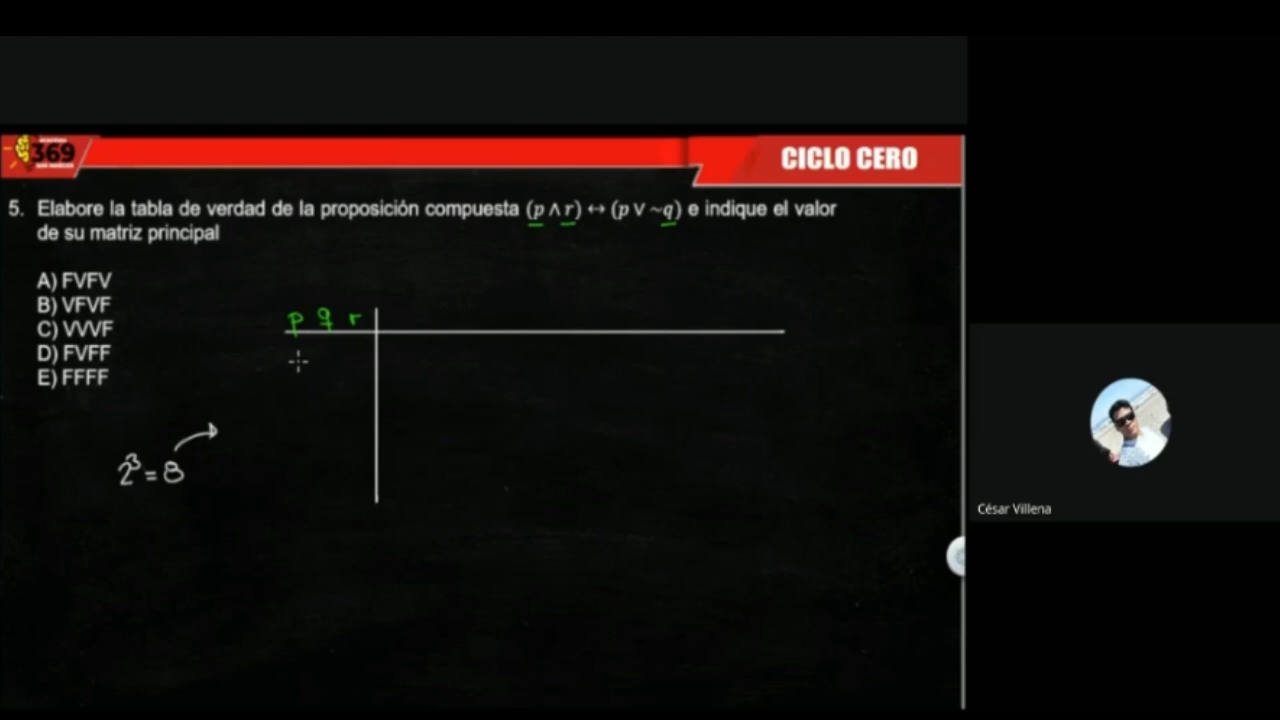 369
CICLO CERO
5. Elabore la tabla de verdad de la proposición compuesta (p ∧ r) ↔ (p ∨ ~q) e indique el valor
de su matriz principal
A) FVFV
B) VFVF
C) VVVF
D) FVFF
E) FFFF
p q r
2³ = 8
César Villena